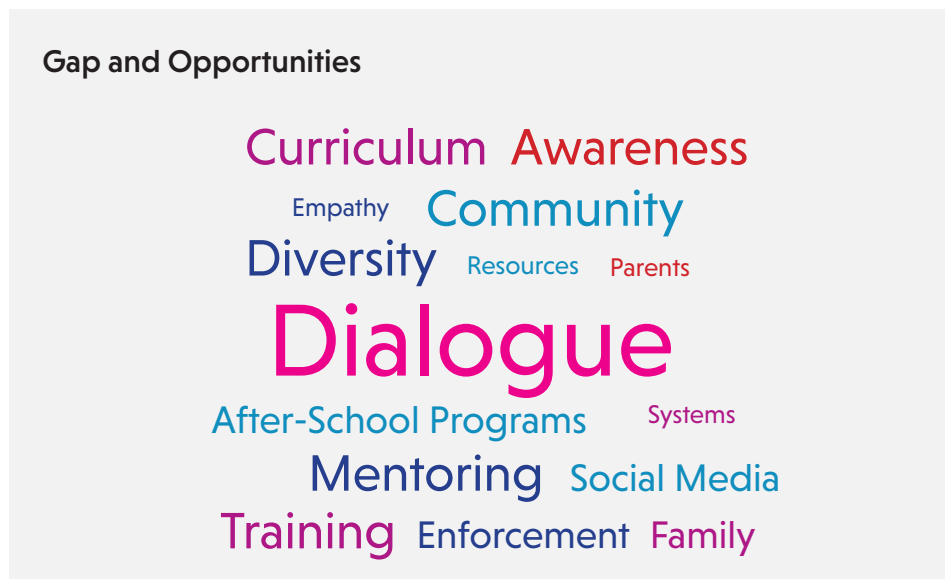 Gap and Opportunities
Curriculum Awareness
Empathy Community
Diversity Resources Parents
Dialogue
After-School Programs Systems
Mentoring Social Media
Training Enforcement Family